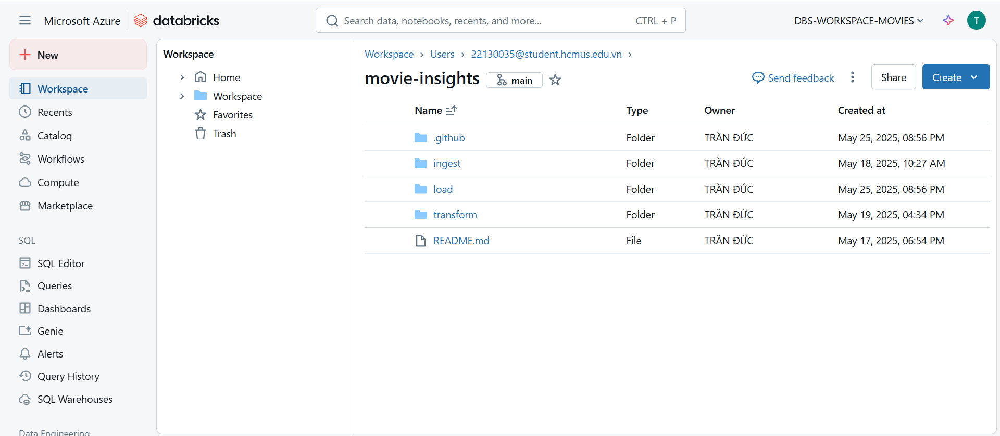 Microsoft Azure databricks
Search data, notebooks, recents, and more... CTRL + P
DBS-WORKSPACE-MOVIES
T
New
Workspace
Recents
Catalog
Workflows
Compute
Marketplace
SQL
SQL Editor
Queries
Dashboards
Genie
Alerts
Query History
SQL Warehouses
Data Engineering
Workspace
Home
Workspace
Favorites
Trash
Workspace › Users › 22130035@student.hcmus.edu.vn ›
movie-insights main
Send feedback
Share
Create
Name Type Owner Created at
.github Folder TRẦN ĐỨC May 25, 2025, 08:56 PM
ingest Folder TRẦN ĐỨC May 18, 2025, 10:27 AM
load Folder TRẦN ĐỨC May 25, 2025, 08:56 PM
transform Folder TRẦN ĐỨC May 19, 2025, 04:34 PM
README.md File TRẦN ĐỨC May 17, 2025, 06:54 PM